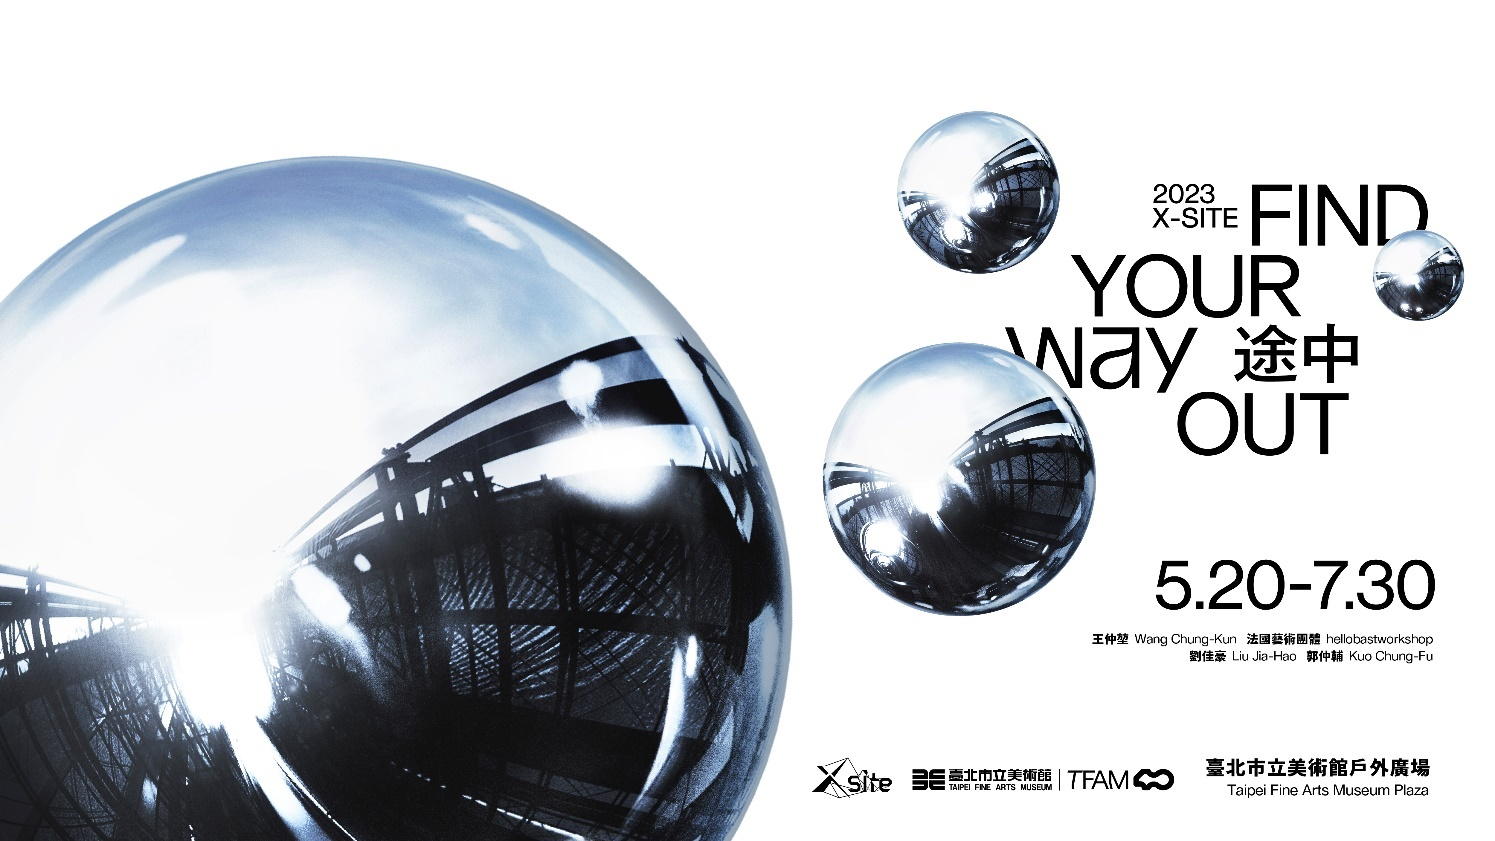 2023
X-SITE FIND
YOUR
way 途中
OUT
5.20-7.30
王仲堃 Wang Chung-Kun 法國藝術團體 hellobastworkshop
劉佳豪 Liu Jia-Hao 郭仲輔 Kuo Chung-Fu
X-site 臺北市立美術館 TAIPEI FINE ARTS MUSEUM | TFAM
臺北市立美術館戶外廣場
Taipei Fine Arts Museum Plaza